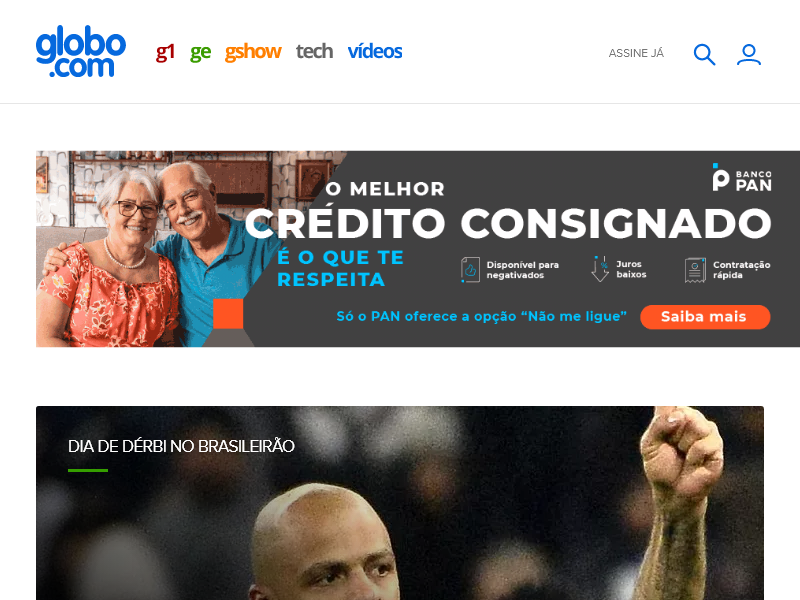 globo
.com
g1 ge gshow tech vídeos
ASSINE JÁ
BANCO
PAN
O MELHOR
CRÉDITO CONSIGNADO
É O QUE TE
RESPEITA
Disponível para
negativados
Juros
baixos
Contratação
rápida
Só o PAN oferece a opção “Não me ligue”
Saiba mais
DIA DE DÉRBI NO BRASILEIRÃO